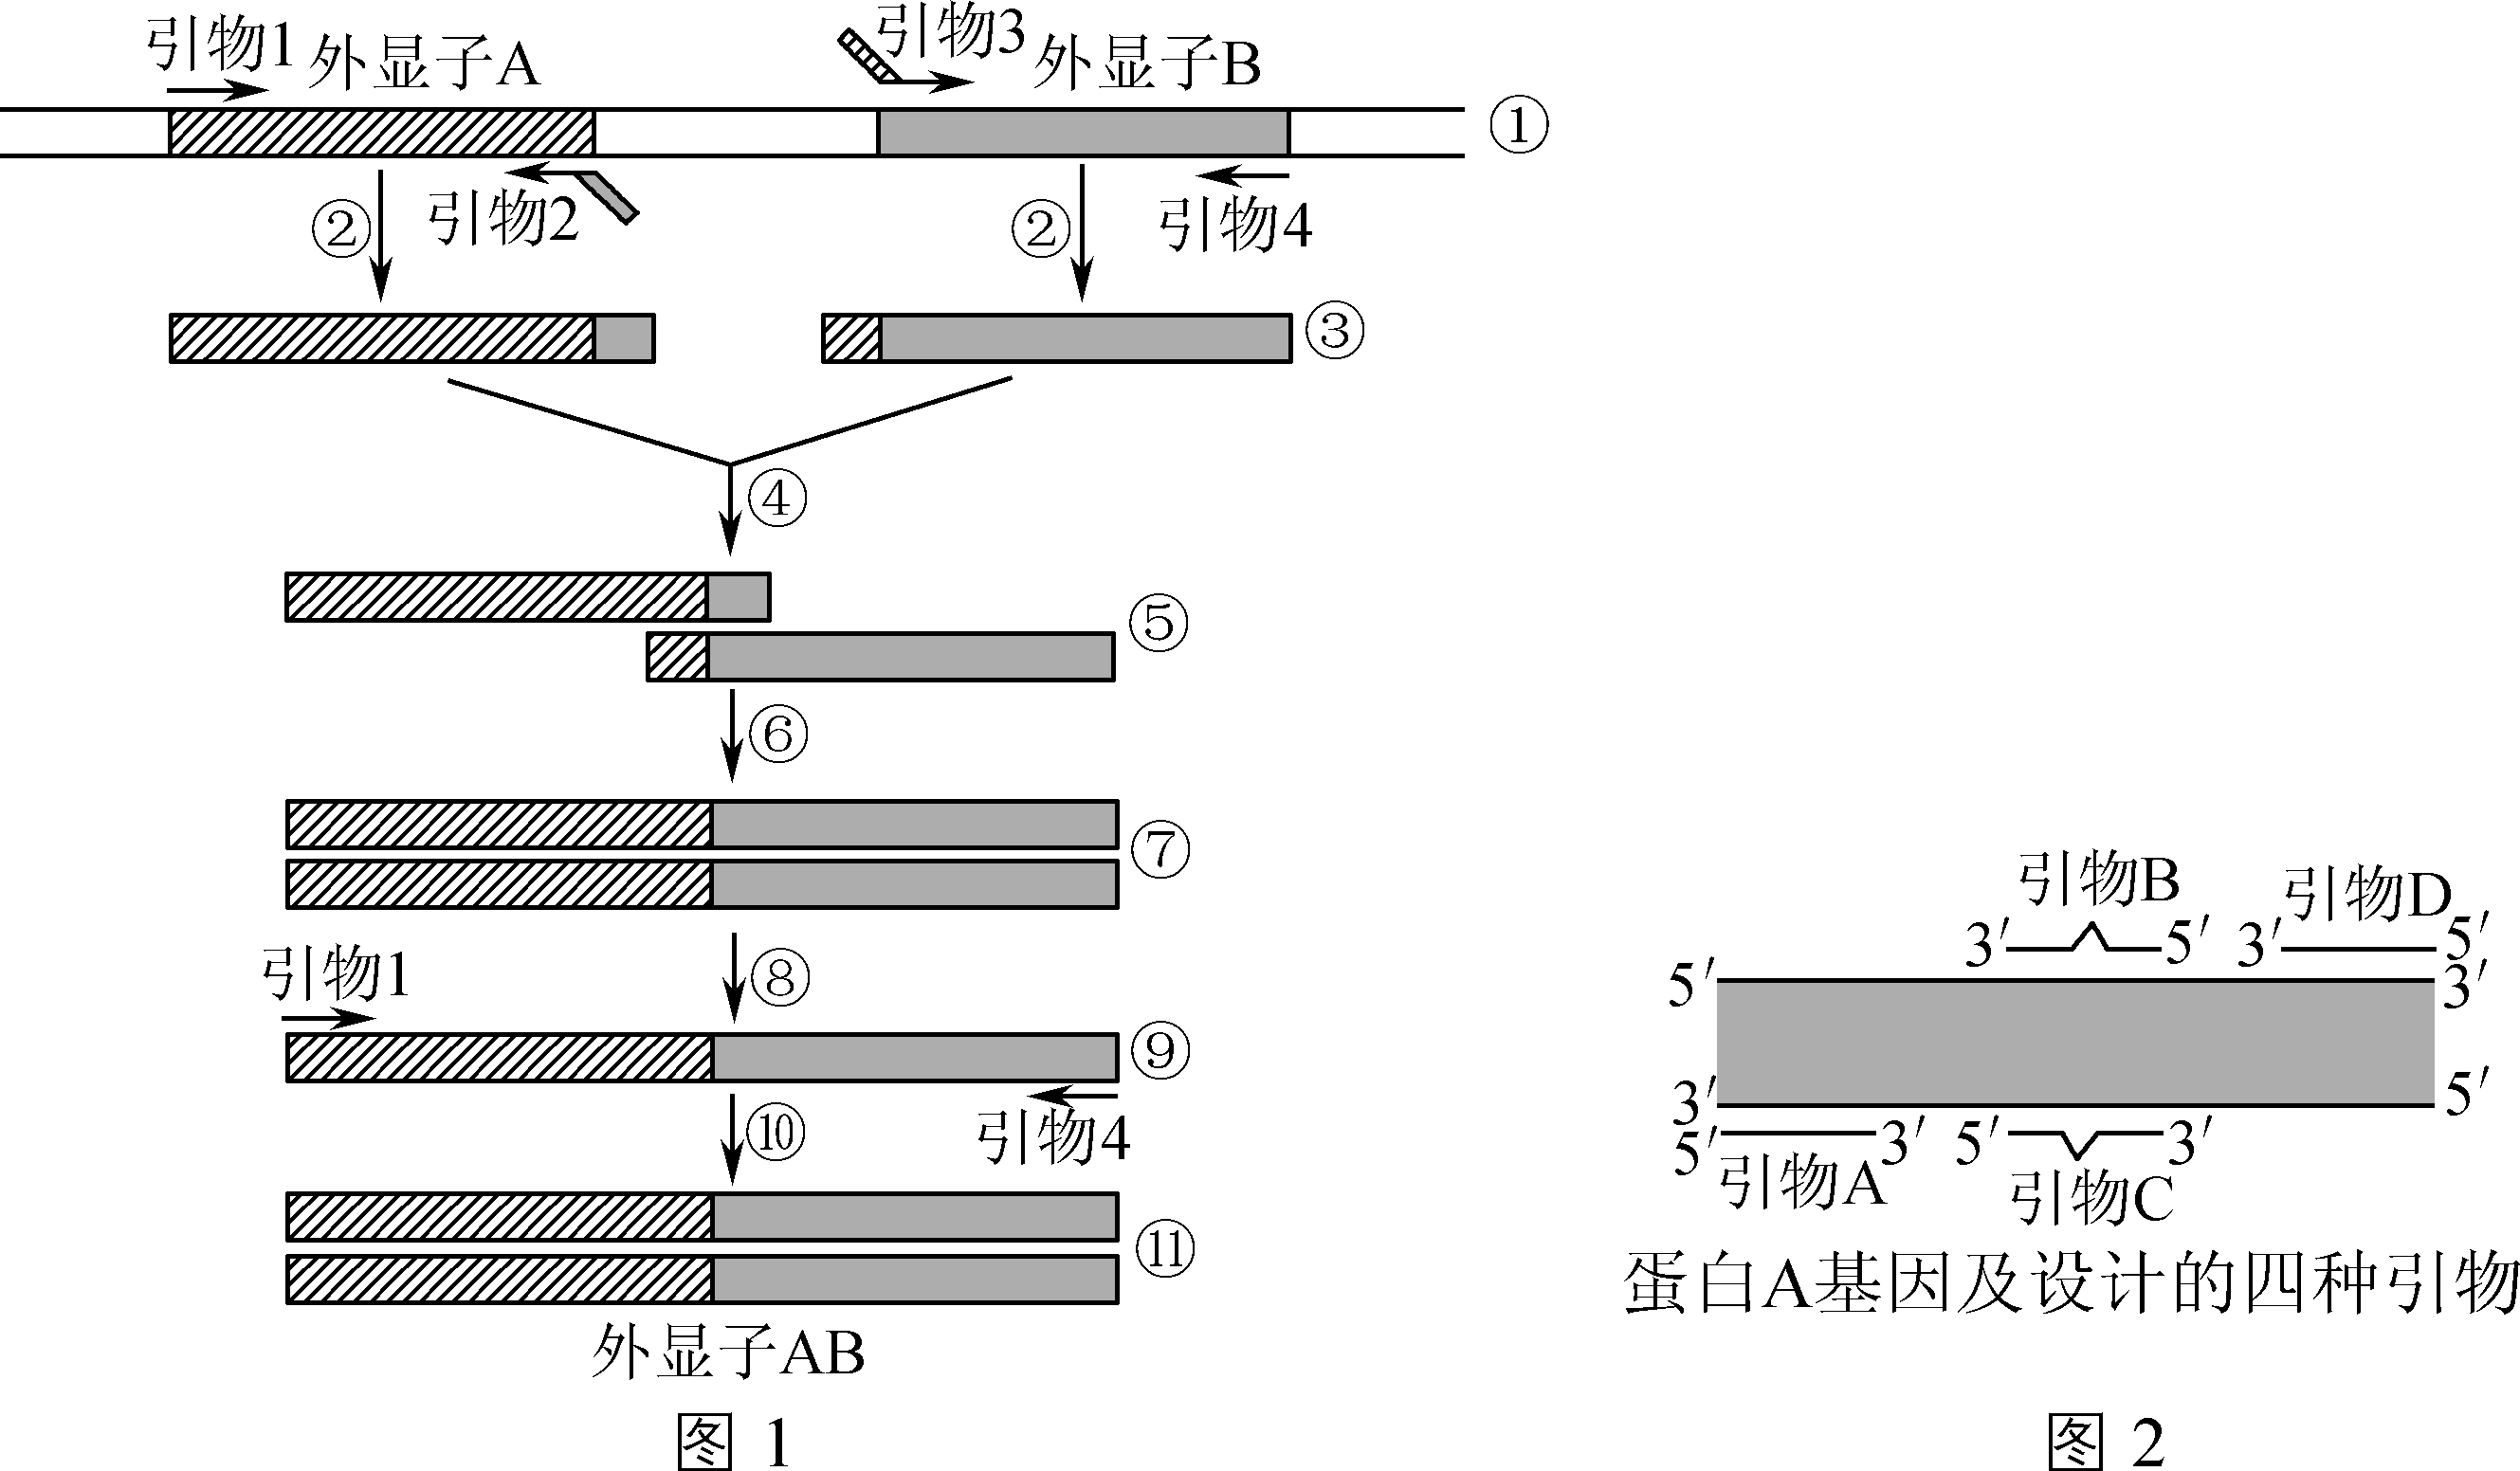 引物1
外显子A
引物3
外显子B
①
②
引物2
②
引物4
③
④
⑤
⑥
⑦
引物1
⑧
⑨
⑩
引物4
⑪
外显子AB
图 1
引物B
引物D
3′
5′
3′
5′
5′
3′
3′
5′
5′
3′
5′
3′
引物A
引物C
蛋白A基因及设计的四种引物
图 2